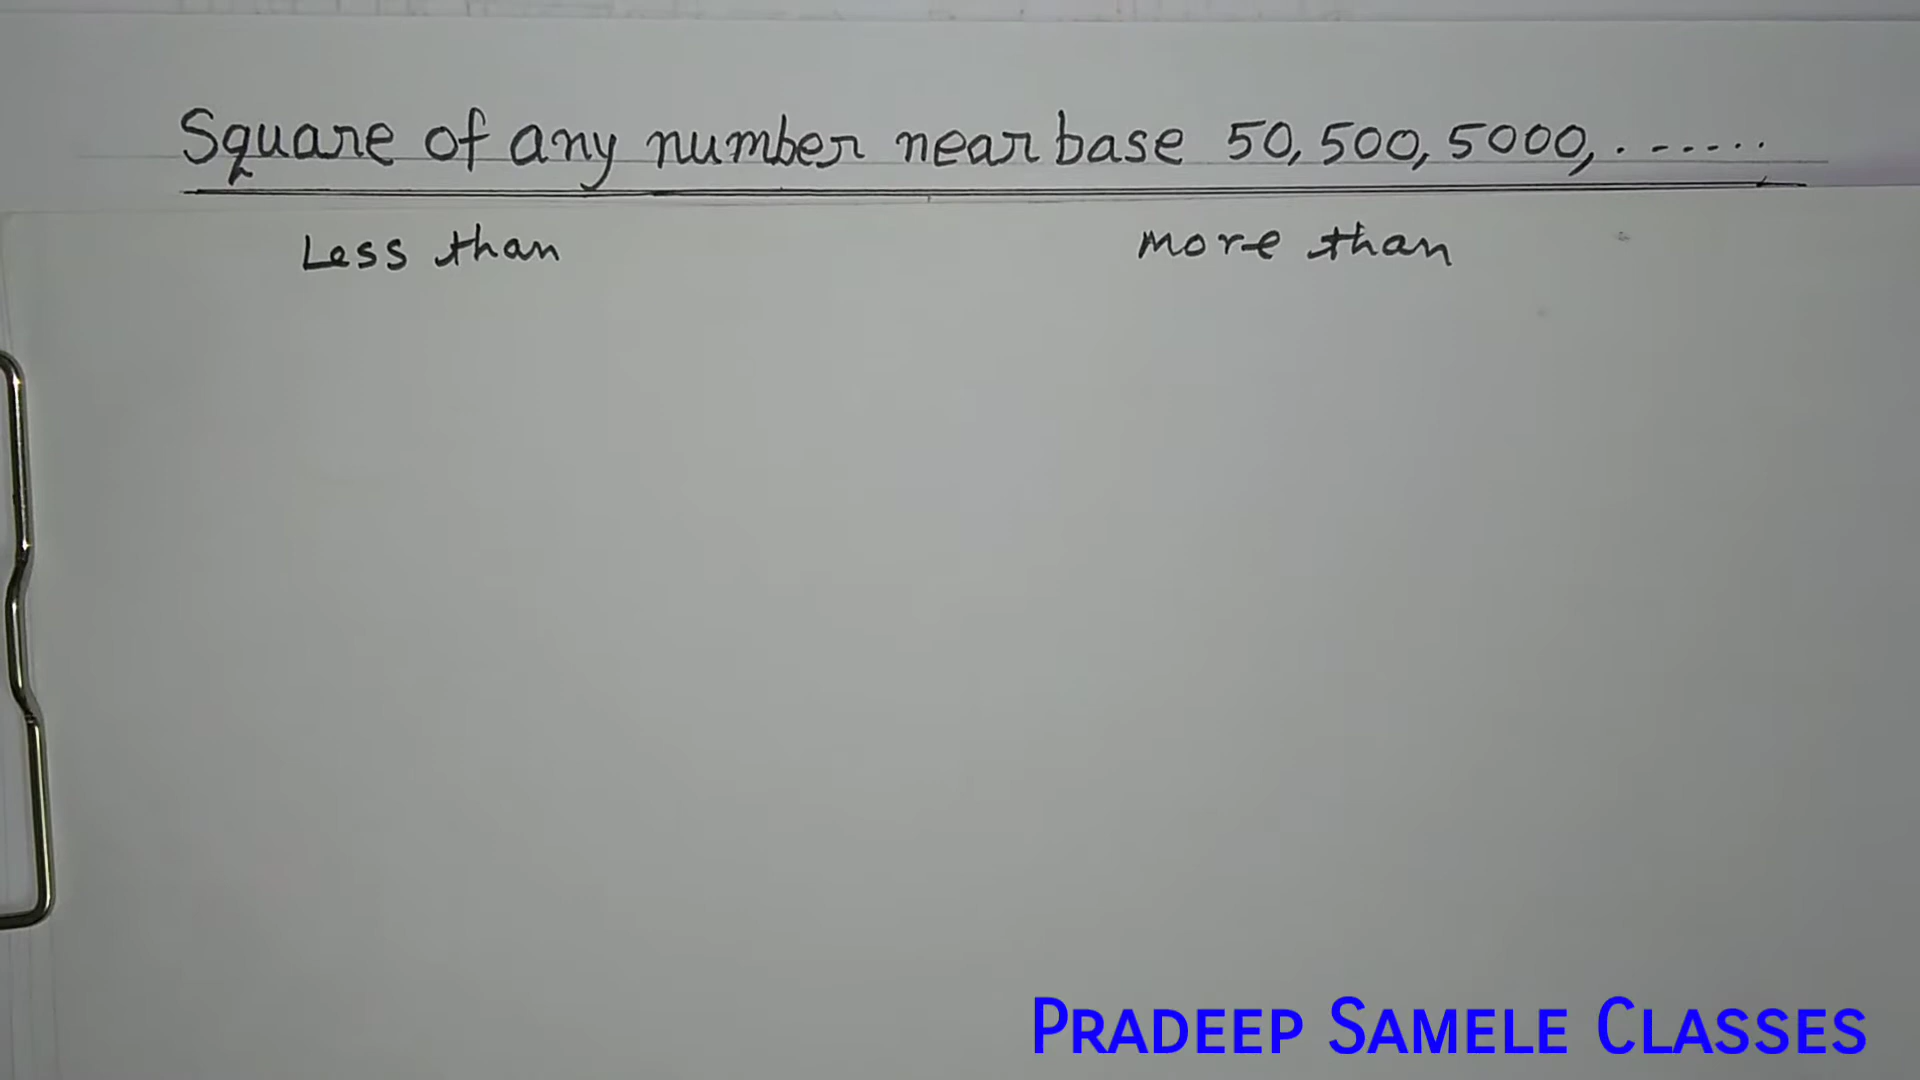 Square of any number near base 50, 500, 5000, .------..
Less than more than
PRADEEP SAMELE CLASSES